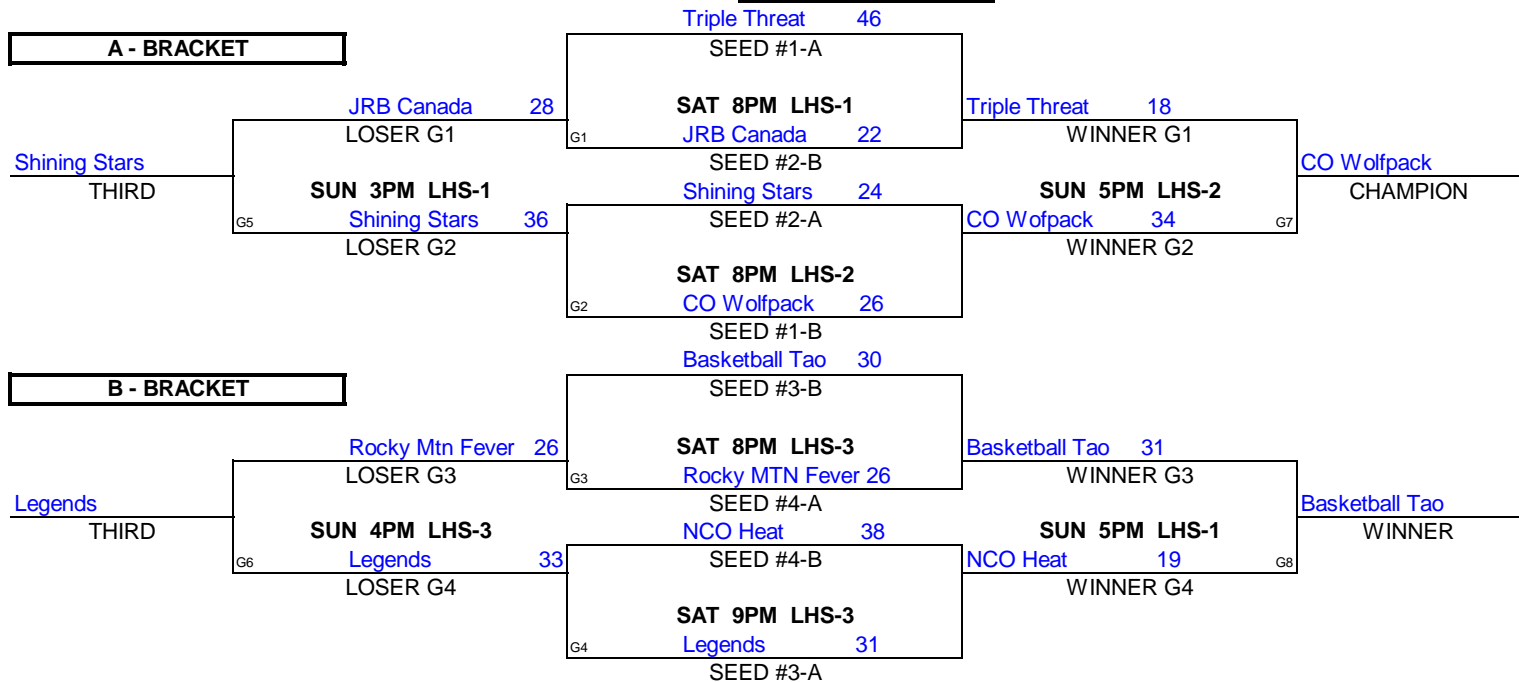 Triple Threat 46
A - BRACKET SEED #1-A
JRB Canada 28 SAT 8PM LHS-1 Triple Threat 18
LOSER G1 G1 JRB Canada 22 WINNER G1
Shining Stars SEED #2-B CO Wolfpack
THIRD SUN 3PM LHS-1 Shining Stars 24 SUN 5PM LHS-2 CHAMPION
G5 Shining Stars 36 SEED #2-A CO Wofpack 34 G7
LOSER G2 WINNER G2
SAT 8PM LHS-2
G2 CO Wolfpack 26
SEED #1-B
Basketball Tao 30
B - BRACKET SEED #3-B
Rocky Mtn Fever 26 SAT 8PM LHS-3 Basketball Tao 31
LOSER G3 G3 Rocky MTN Fever 26 WINNER G3
Legends SEED #4-A Basketball Tao
THIRD SUN 4PM LHS-3 NCO Heat 38 SUN 5PM LHS-1 WINNER
G6 Legends 33 SEED #4-B NCO Heat 19 G8
LOSER G4 WINNER G4
SAT 9PM LHS-3
G4 Legends 31
SEED #3-A